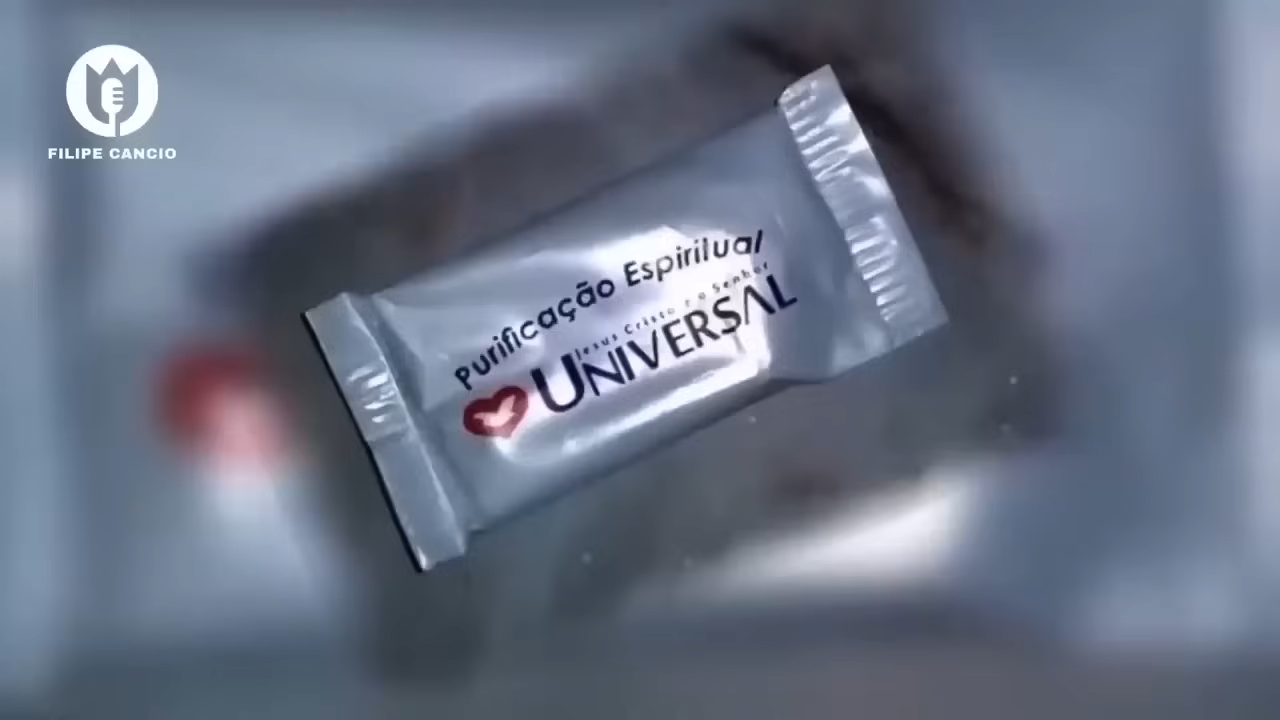 FILIPE CANCIO
Purificação Espiritual
Jesus Cristo é o Senhor
UNIVERSAL